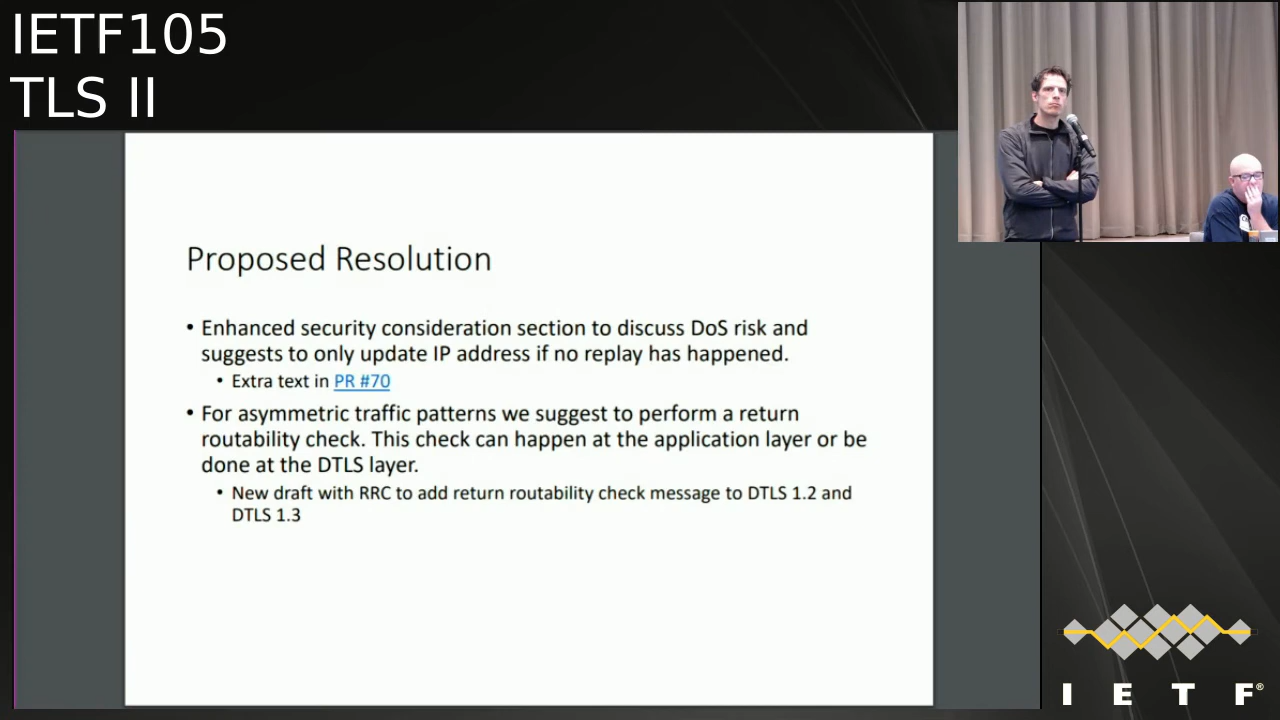 IETF105
TLS II
Proposed Resolution
• Enhanced security consideration section to discuss DoS risk and
suggests to only update IP address if no replay has happened.
• Extra text in PR #70
• For asymmetric traffic patterns we suggest to perform a return
routability check. This check can happen at the application layer or be
done at the DTLS layer.
• New draft with RRC to add return routability check message to DTLS 1.2 and
DTLS 1.3
I E T F®